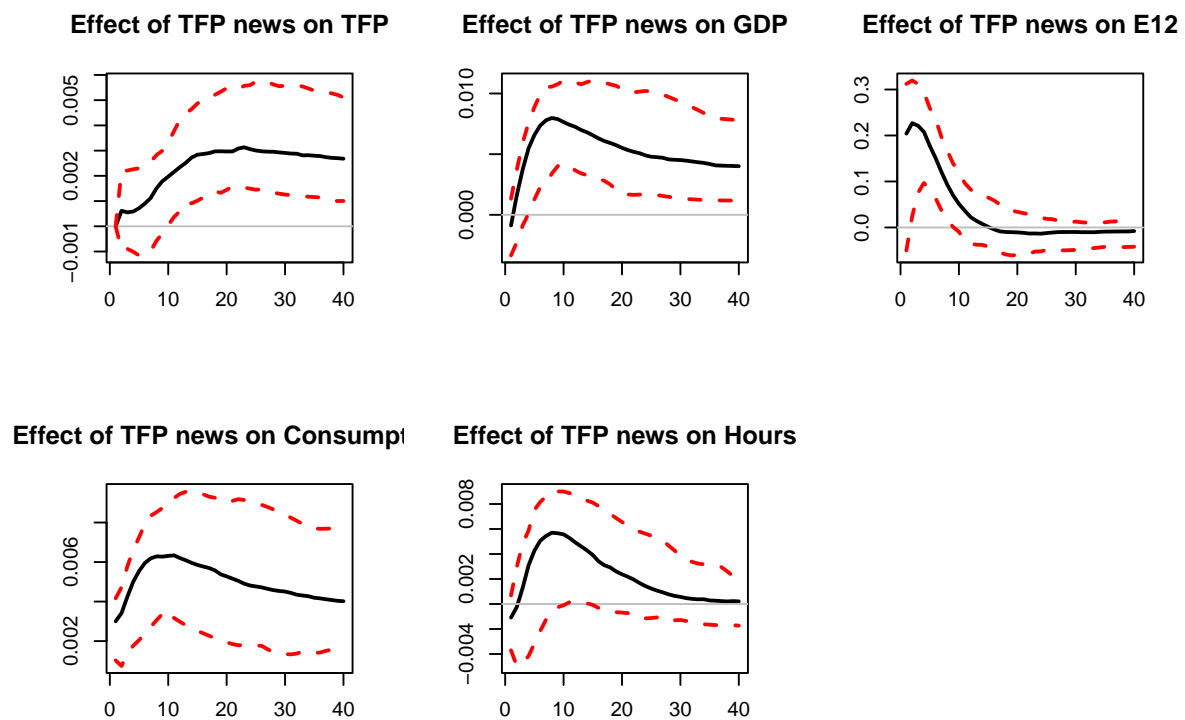 Effect of TFP news on TFP
0.005
0.002
−0.001
0 10 20 30 40
Effect of TFP news on GDP
0.010
0.000
0 10 20 30 40
Effect of TFP news on E12
0.3
0.2
0.1
0.0
0 10 20 30 40
Effect of TFP news on Consumpt
0.006
0.002
0 10 20 30 40
Effect of TFP news on Hours
0.008
0.002
−0.004
0 10 20 30 40